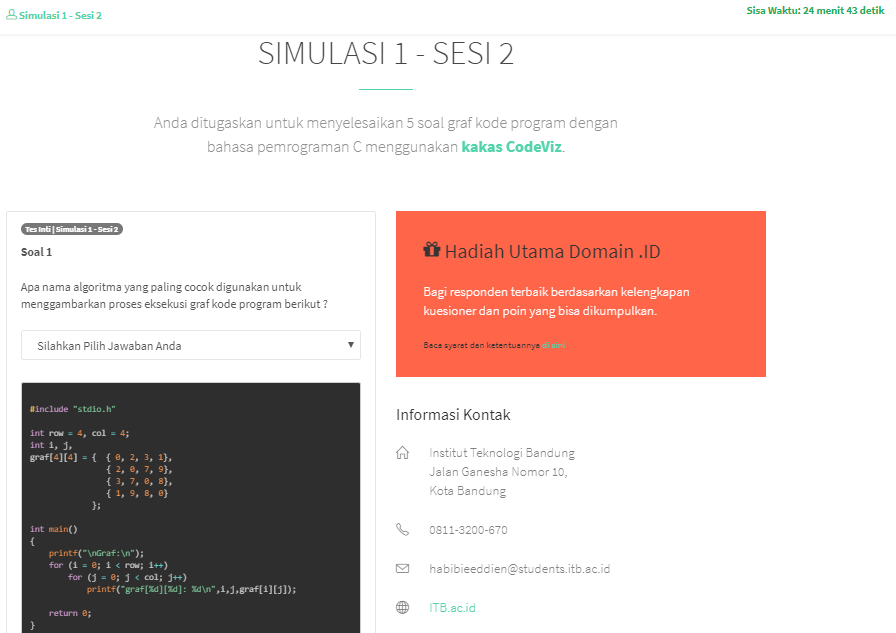 Simulasi 1 - Sesi 2
Sisa Waktu: 24 menit 43 detik
SIMULASI 1 - SESI 2
Anda ditugaskan untuk menyelesaikan 5 soal graf kode program dengan
bahasa pemrograman C menggunakan kakas CodeViz.
Tes Inti | Simulasi 1 - Sesi 2
Soal 1
Apa nama algoritma yang paling cocok digunakan untuk
menggambarkan proses eksekusi graf kode program berikut ?
Silahkan Pilih Jawaban Anda
#include "stdio.h"
int row = 4, col = 4;
int i, j,
graf[4][4] = { { 0, 2, 3, 1},
{ 2, 0, 7, 9},
{ 3, 7, 0, 8},
{ 1, 9, 8, 0}
};
int main()
{
printf("\nGraf:\n");
for (i = 0; i < row; i++)
for (j = 0; j < col; j++)
printf("graf[%d][%d]: %d\n",i,j,graf[i][j]);
return 0;
}
Hadiah Utama Domain .ID
Bagi responden terbaik berdasarkan kelengkapan
kuesioner dan poin yang bisa dikumpulkan.
Baca syarat dan ketentuannya di sini
Informasi Kontak
Institut Teknologi Bandung
Jalan Ganesha Nomor 10,
Kota Bandung
0811-3200-670
habibieeddien@students.itb.ac.id
ITB.ac.id